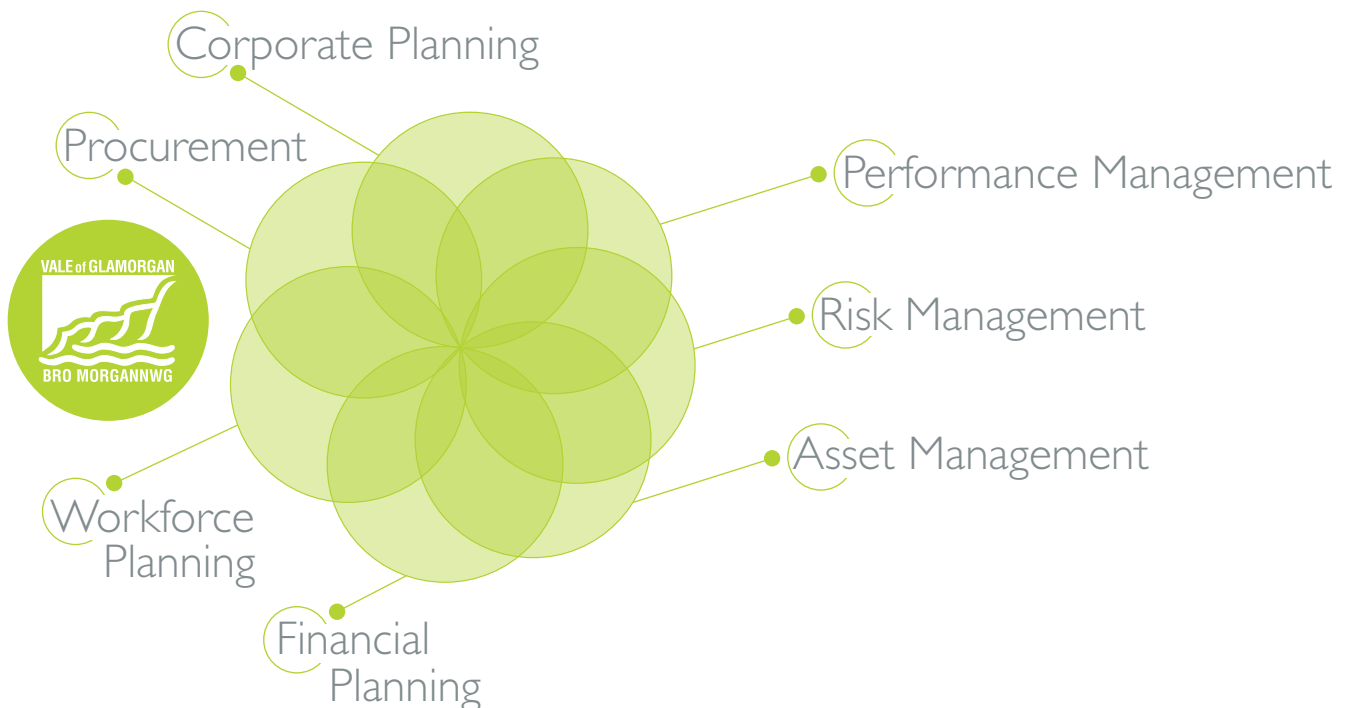 Corporate Planning
Procurement
Performance Management
VALE of GLAMORGAN
BRO MORGANNWG
Risk Management
Asset Management
Workforce
Planning
Financial
Planning